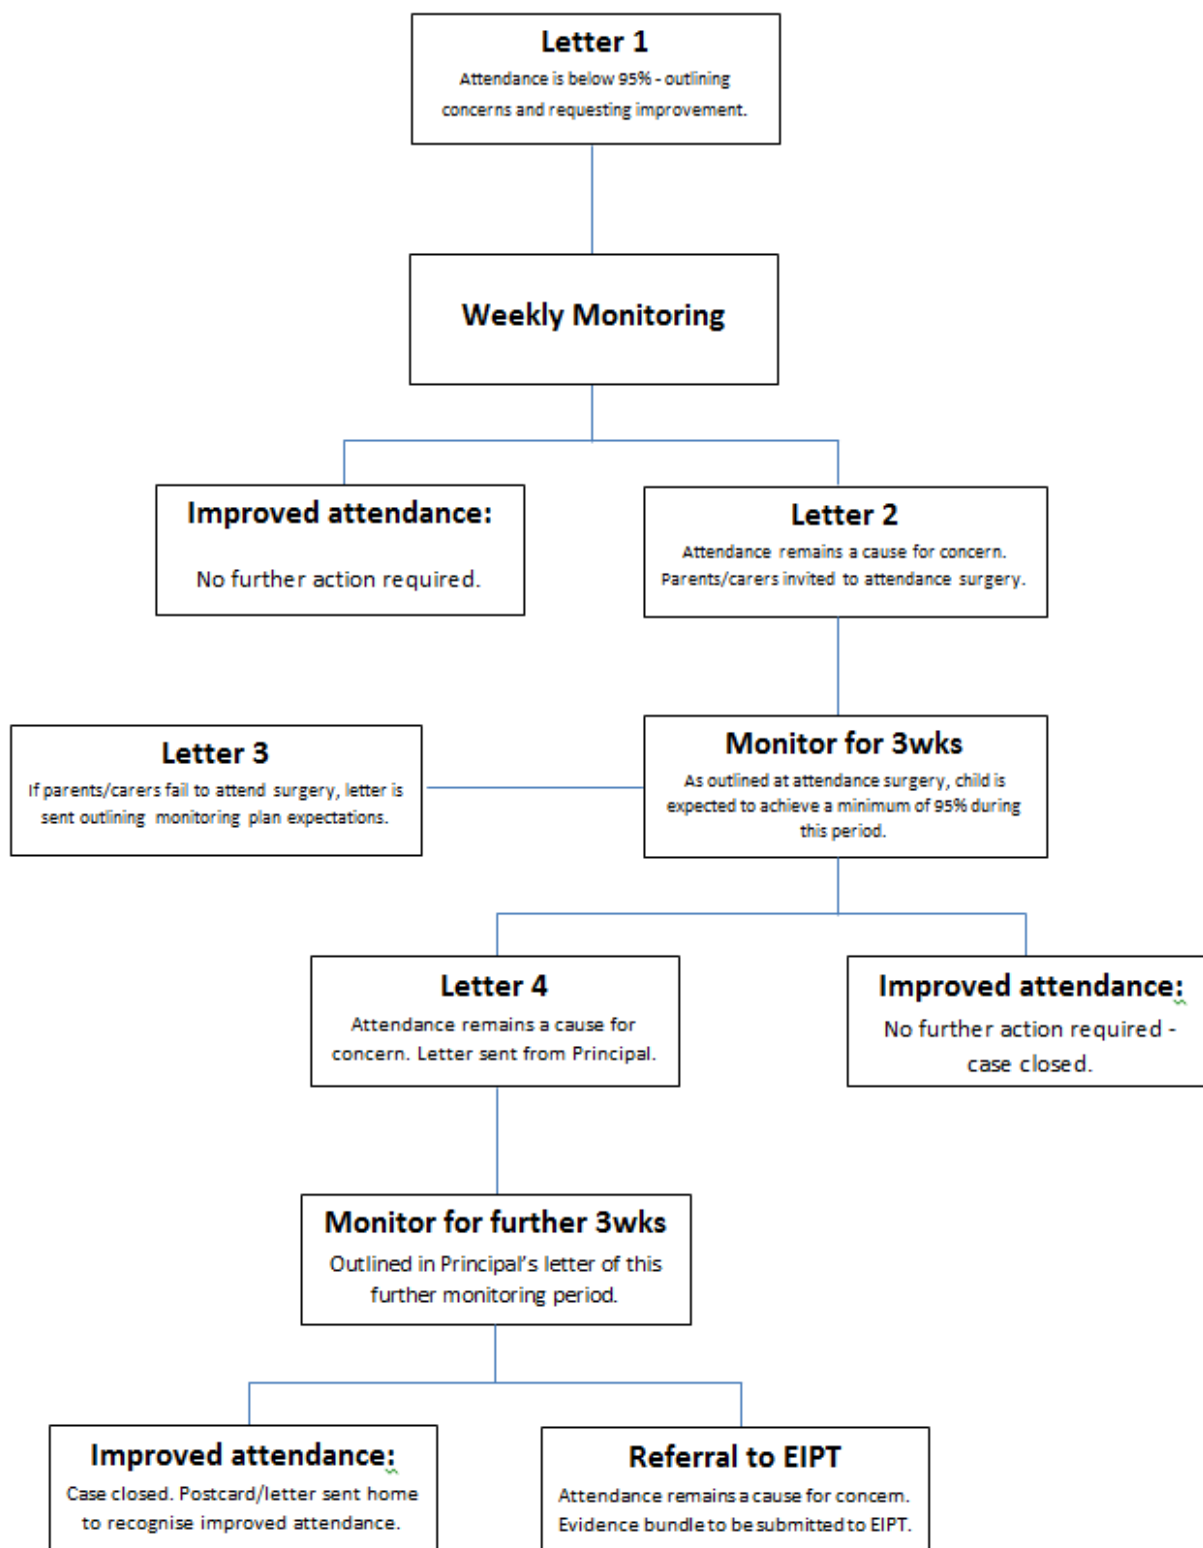 Letter 1
Attendance is below 95% - outlining
concerns and requesting improvement.
Weekly Monitoring
Improved attendance:
No further action required.
Letter 2
Attendance remains a cause for concern.
Parents/carers invited to attendance surgery.
Letter 3
If parents/carers fail to attend surgery, letter is
sent outlining monitoring plan expectations.
Monitor for 3wks
As outlined at attendance surgery, child is
expected to achieve a minimum of 95% during
this period.
Letter 4
Attendance remains a cause for
concern. Letter sent from Principal.
Improved attendance:
No further action required -
case closed.
Monitor for further 3wks
Outlined in Principal's letter of this
further monitoring period.
Improved attendance:
Case closed. Postcard/letter sent home
to recognise improved attendance.
Referral to EIPT
Attendance remains a cause for concern.
Evidence bundle to be submitted to EIPT.